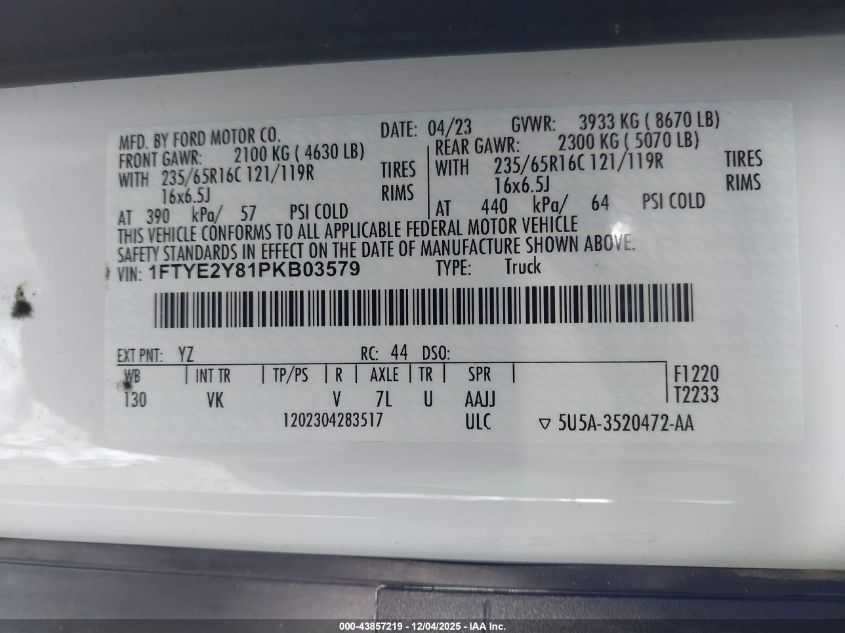 MFD. BY FORD MOTOR CO. DATE: 04/23 GVWR: 3933 KG ( 8670 LB)
FRONT GAWR: 2100 KG ( 4630 LB) REAR GAWR: 2300 KG ( 5070 LB)
WITH 235/65R16C 121/119R TIRES WITH 235/65R16C 121/119R TIRES
16x6.5J RIMS 16x6.5J RIMS
AT 390 kPa/ 57 PSI COLD AT 440 kPa/ 64 PSI COLD
THIS VEHICLE CONFORMS TO ALL APPLICABLE FEDERAL MOTOR VEHICLE
SAFETY STANDARDS IN EFFECT ON THE DATE OF MANUFACTURE SHOWN ABOVE.
VIN: 1FTYE2Y81PKB03579 TYPE: Truck
EXT PNT: YZ RC: 44 DSO:
WB INT TR TP/PS R AXLE TR SPR F1220
130 VK V 7L U AAJJ T2233
1202304283517 ULC ▽ 5U5A-3520472-AA
000-43857219 - 12/04/2025 - IAA Inc.